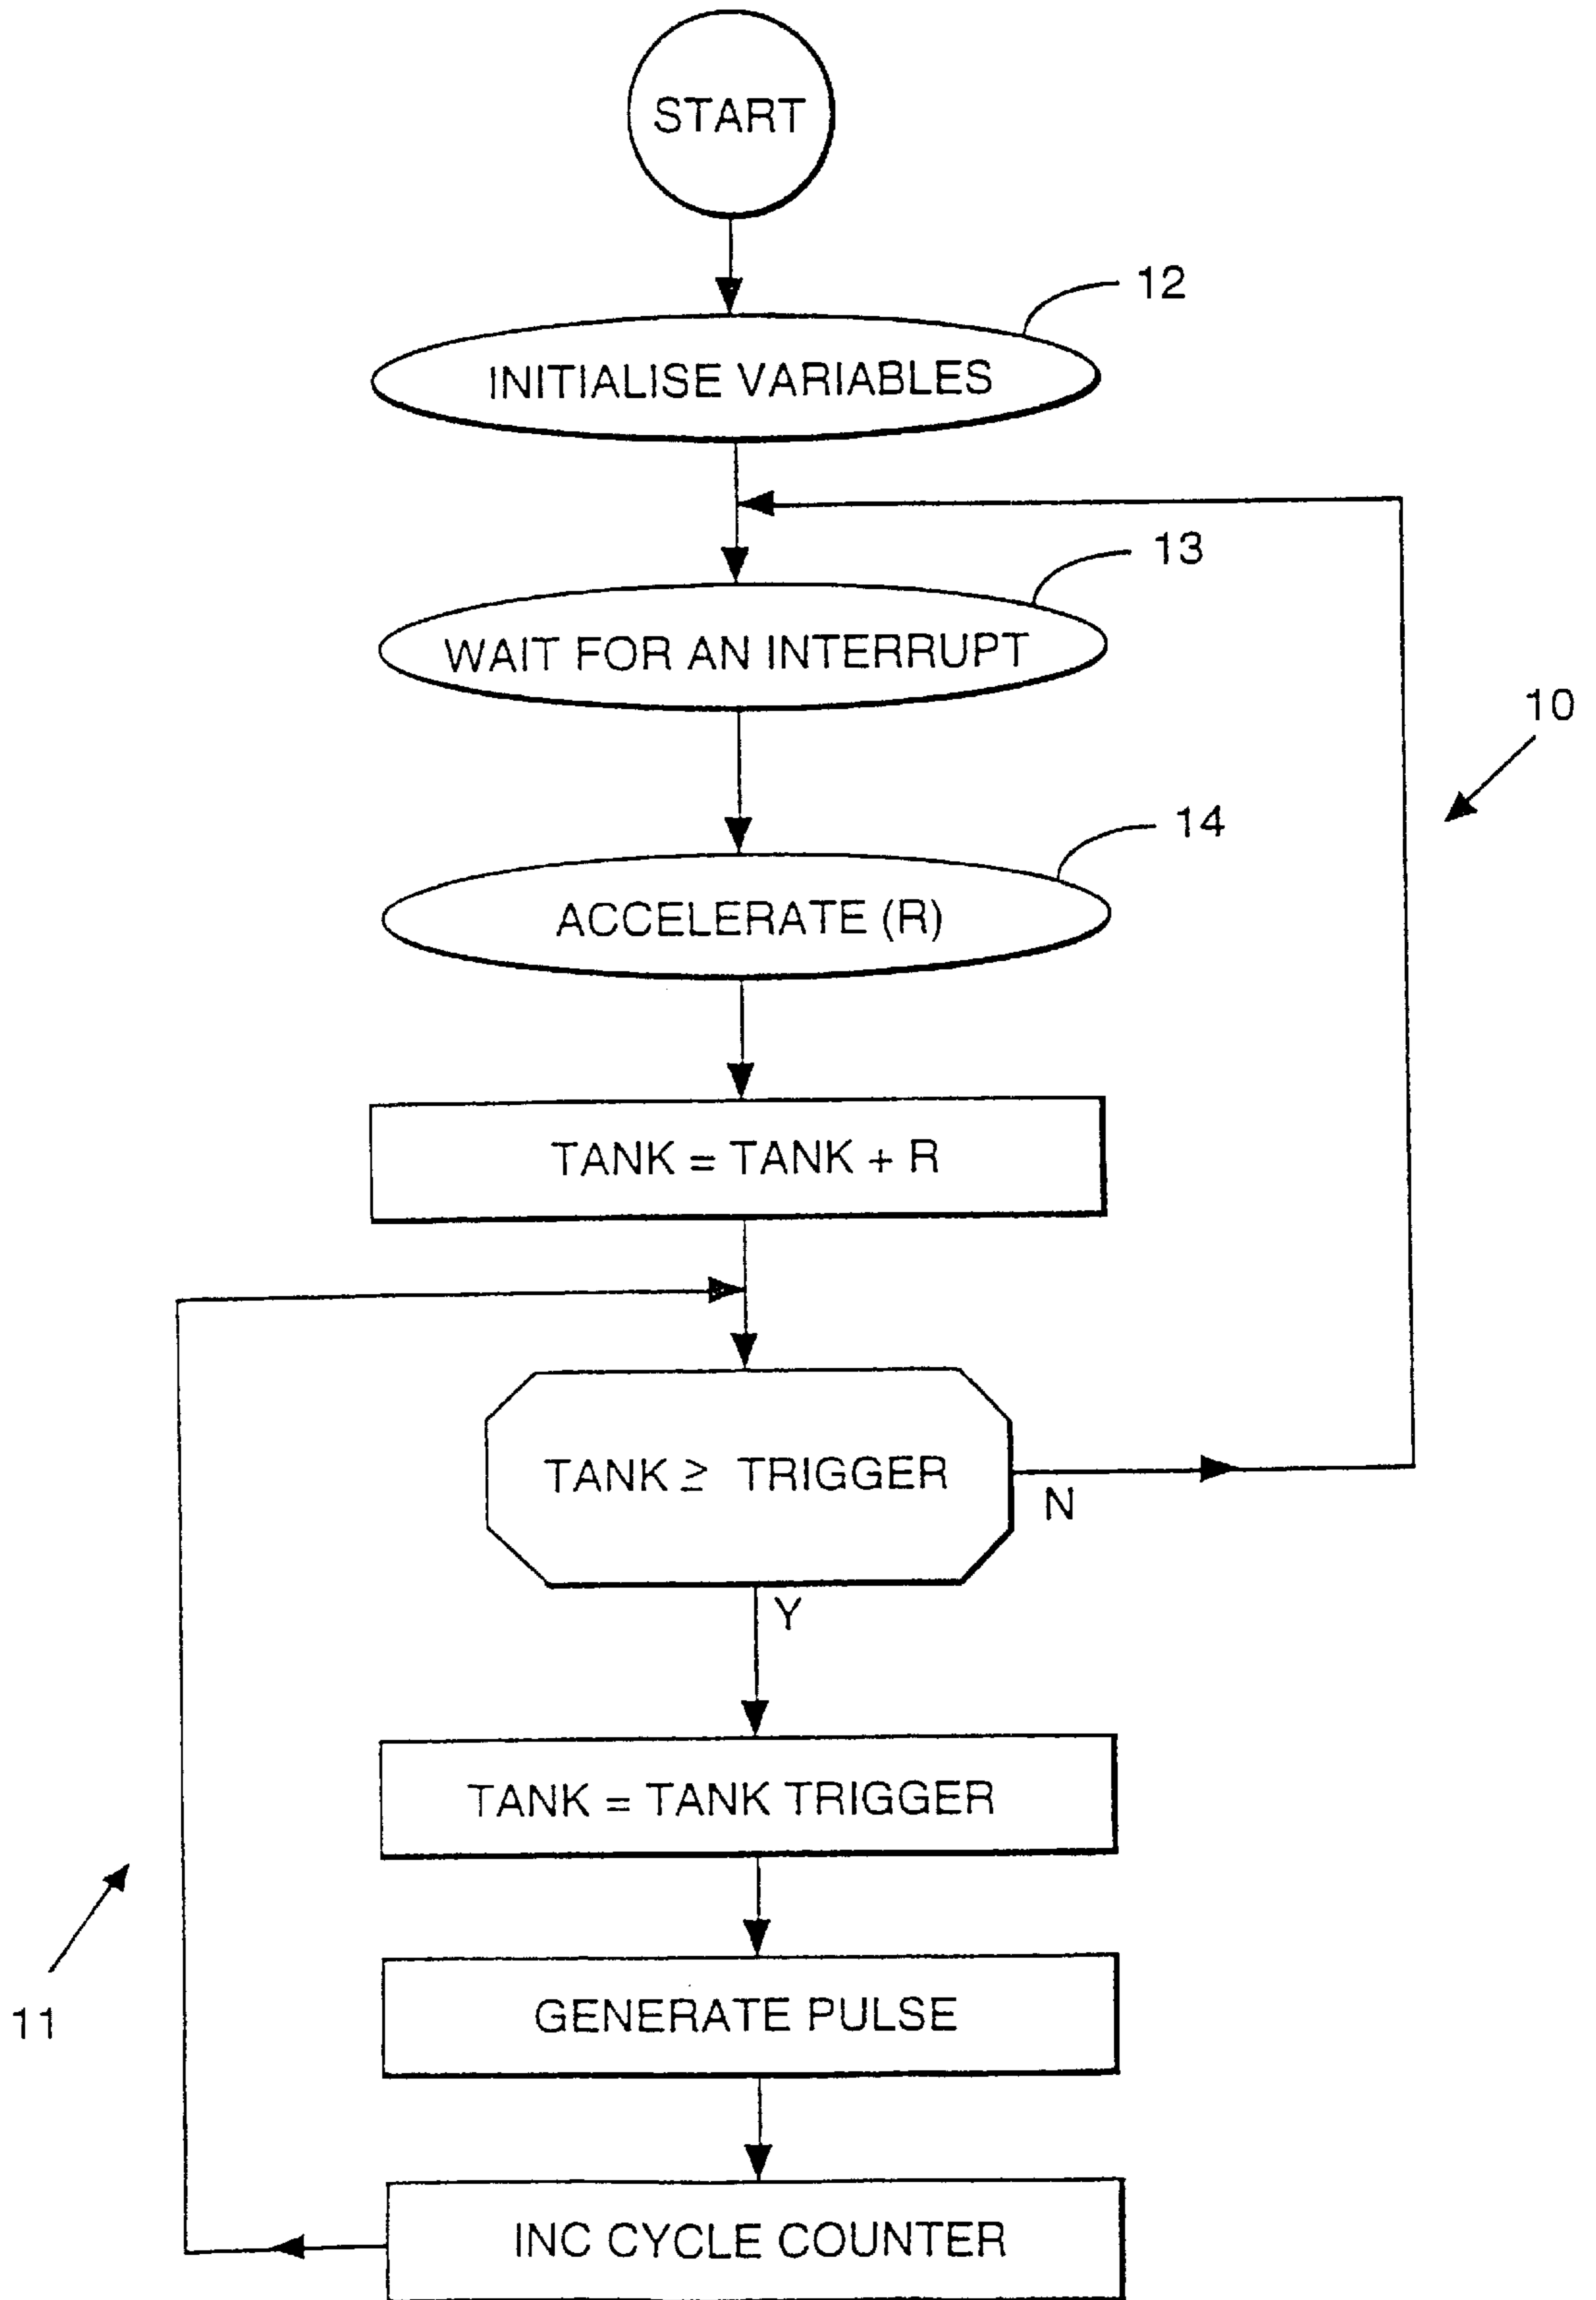 START
12
INITIALISE VARIABLES
13
WAIT FOR AN INTERRUPT
10
14
ACCELERATE (R)
TANK = TANK + R
TANK ≥ TRIGGER
N
Y
TANK = TANK TRIGGER
11
GENERATE PULSE
INC CYCLE COUNTER